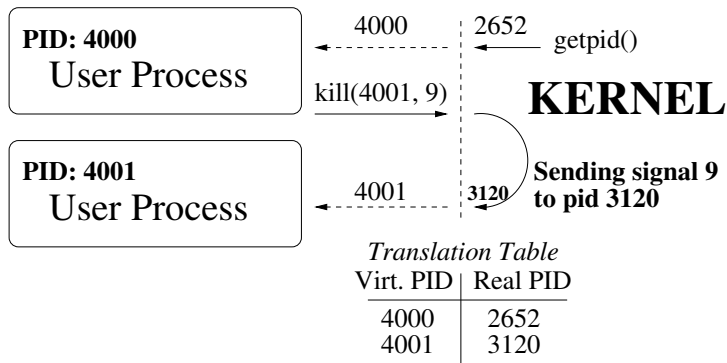 PID: 4000
User Process
4000
2652
getpid()
kill(4001, 9)
KERNEL
PID: 4001
User Process
4001
3120
Sending signal 9
to pid 3120
Translation Table
Virt. PID Real PID
4000 2652
4001 3120